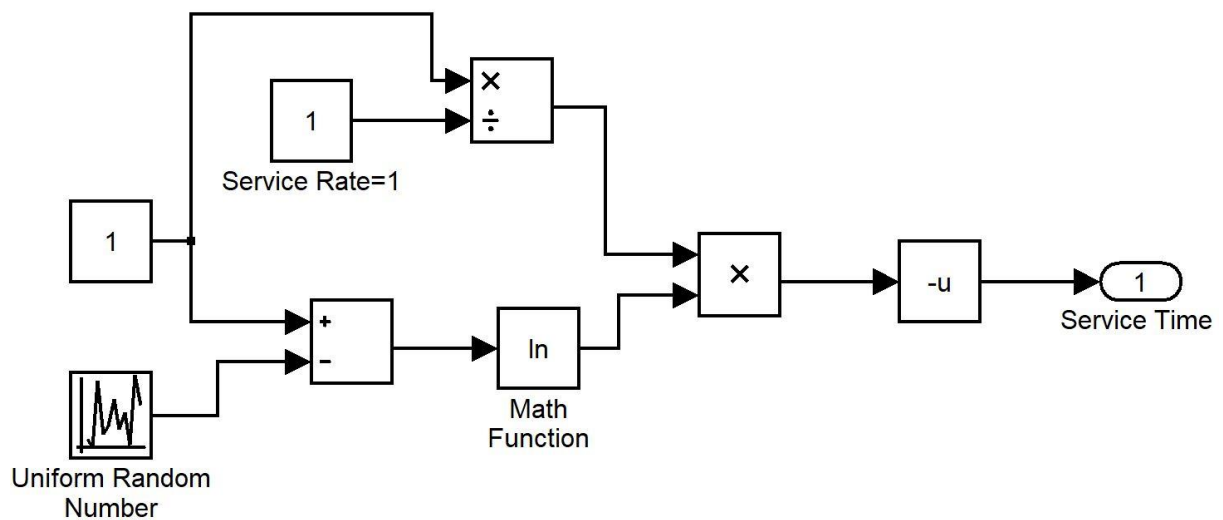 ×
÷
1
Service Rate=1
1
+
−
Uniform Random
Number
ln
Math
Function
×
-u
1
Service Time